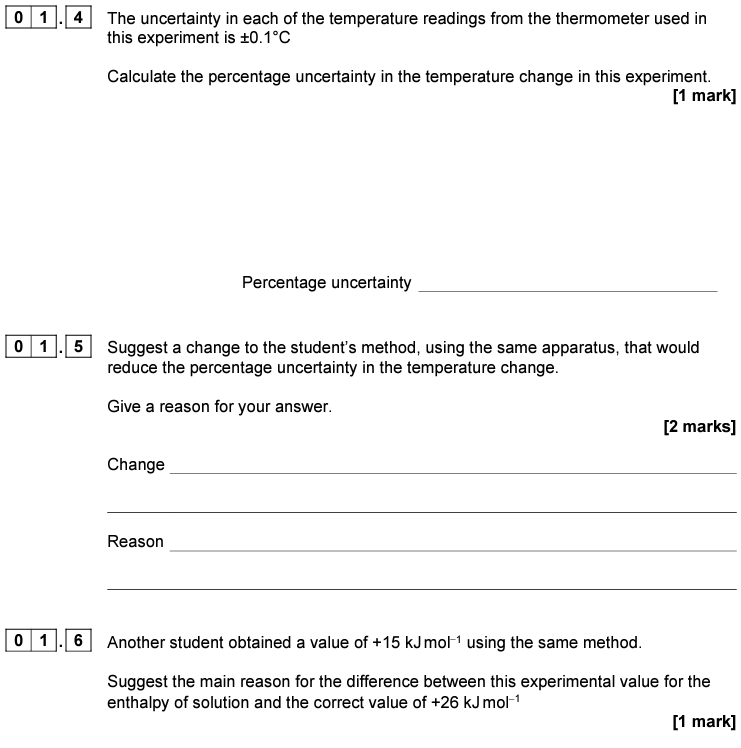 0 1 . 4 The uncertainty in each of the temperature readings from the thermometer used in
this experiment is ±0.1°C
Calculate the percentage uncertainty in the temperature change in this experiment.
[1 mark]
Percentage uncertainty
0 1 . 5 Suggest a change to the student’s method, using the same apparatus, that would
reduce the percentage uncertainty in the temperature change.
Give a reason for your answer.
[2 marks]
Change
Reason
0 1 . 6 Another student obtained a value of +15 kJ mol⁻¹ using the same method.
Suggest the main reason for the difference between this experimental value for the
enthalpy of solution and the correct value of +26 kJ mol⁻¹
[1 mark]